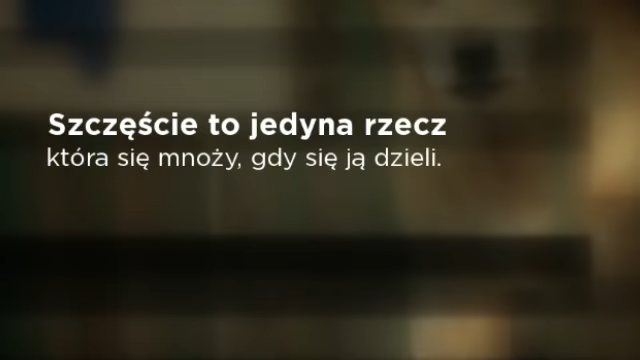 Szczęście to jedyna rzecz
która się mnoży, gdy się ją dzieli.